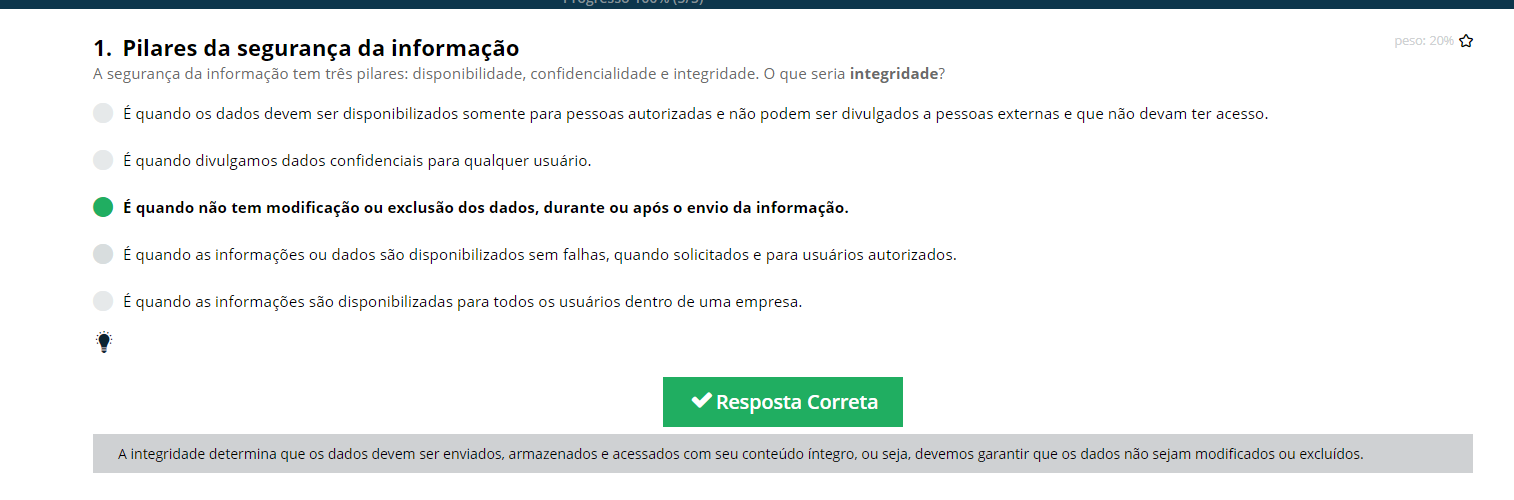 Progresso 100% (5/5)
1. Pilares da segurança da informação
peso: 20%
A segurança da informação tem três pilares: disponibilidade, confidencialidade e integridade. O que seria integridade?
É quando os dados devem ser disponibilizados somente para pessoas autorizadas e não podem ser divulgados a pessoas externas e que não devam ter acesso.
É quando divulgamos dados confidenciais para qualquer usuário.
É quando não tem modificação ou exclusão dos dados, durante ou após o envio da informação.
É quando as informações ou dados são disponibilizados sem falhas, quando solicitados e para usuários autorizados.
É quando as informações são disponibilizadas para todos os usuários dentro de uma empresa.
Resposta Correta
A integridade determina que os dados devem ser enviados, armazenados e acessados com seu conteúdo íntegro, ou seja, devemos garantir que os dados não sejam modificados ou excluídos.